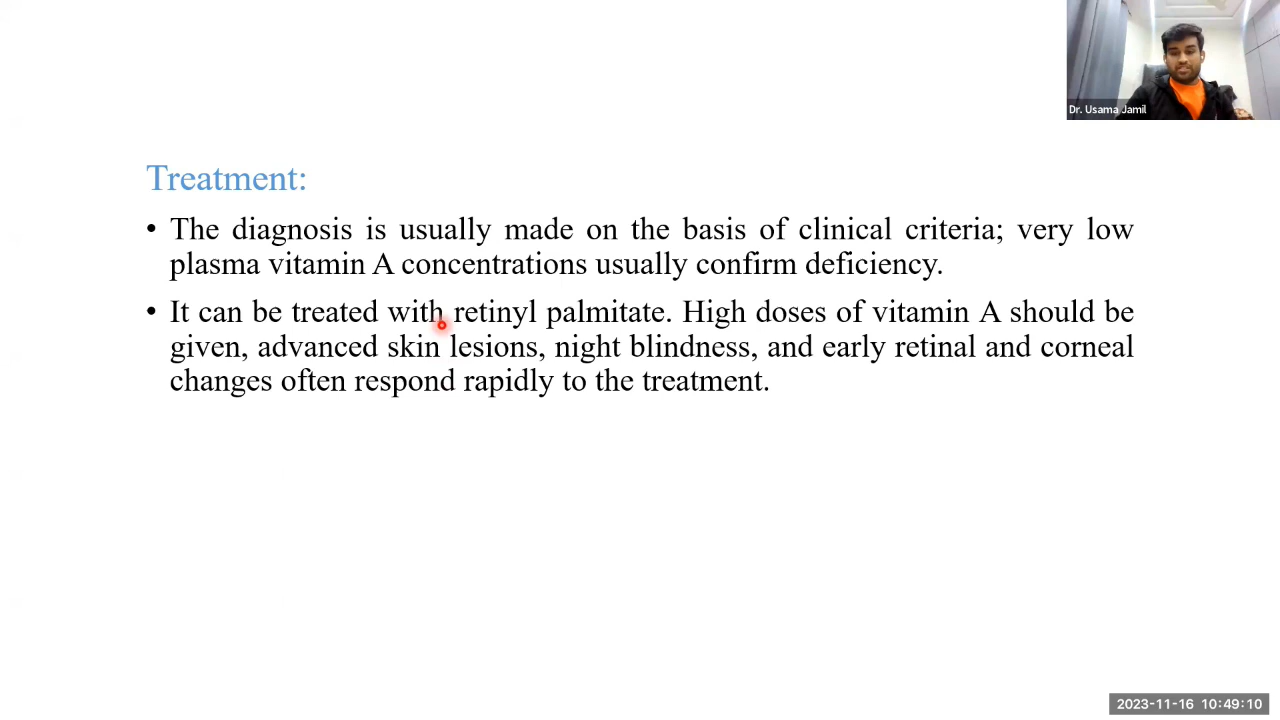 Dr. Usama Jamil
Treatment:
• The diagnosis is usually made on the basis of clinical criteria; very low
plasma vitamin A concentrations usually confirm deficiency.
• It can be treated with retinyl palmitate. High doses of vitamin A should be
given, advanced skin lesions, night blindness, and early retinal and corneal
changes often respond rapidly to the treatment.
2023-11-16 10:49:10